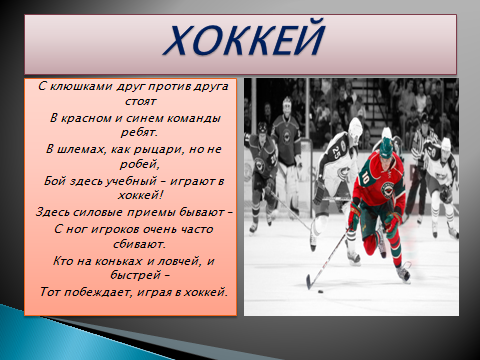 ХОККЕЙ
С клюшками друг против друга
стоят
В красном и синем команды
ребят.
В шлемах, как рыцари, но не
робей,
Бой здесь учебный – играют в
хоккей!
Здесь силовые приемы бывают –
С ног игроков очень часто
сбивают.
Кто на коньках и ловчей, и
быстрей –
Тот побеждает, играя в хоккей.
10